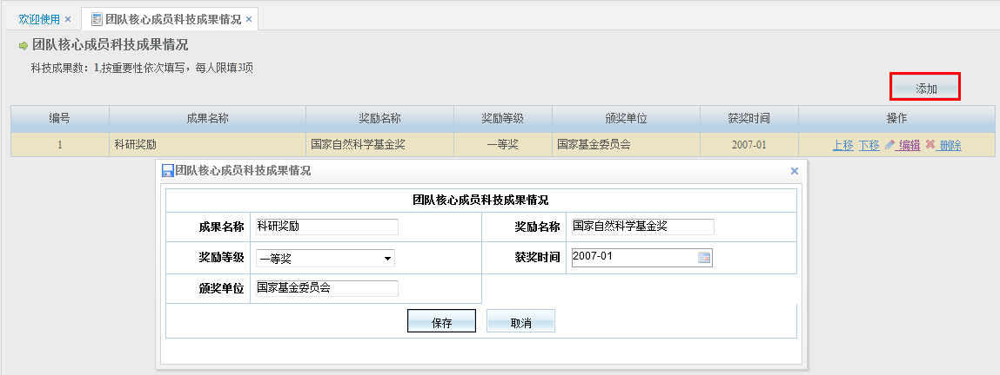 欢迎使用 × 团队核心成员科技成果情况 ×
团队核心成员科技成果情况
科技成果数：1,按重要性依次填写，每人限填3项
添加
编号 成果名称 奖励名称 奖励等级 颁奖单位 获奖时间 操作
1 科研奖励 国家自然科学基金奖 一等奖 国家基金委员会 2007-01 上移 下移 编辑 删除
团队核心成员科技成果情况 ×
团队核心成员科技成果情况
成果名称 科研奖励 奖励名称 国家自然科学基金奖
奖励等级 一等奖 获奖时间 2007-01
颁奖单位 国家基金委员会
保存 取消